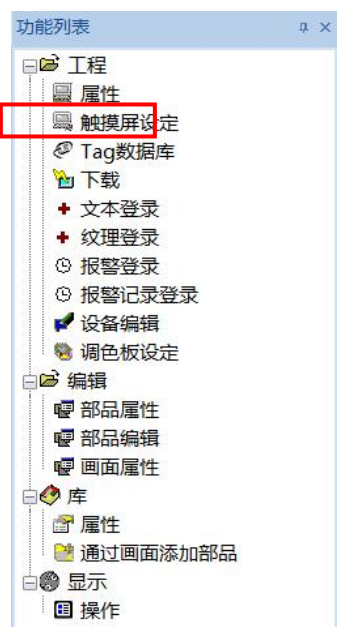 功能列表
工程
属性
触摸屏设定
Tag数据库
下载
文本登录
纹理登录
报警登录
报警记录登录
设备编辑
调色板设定
编辑
部品属性
部品编辑
画面属性
库
属性
通过画面添加部品
显示
操作